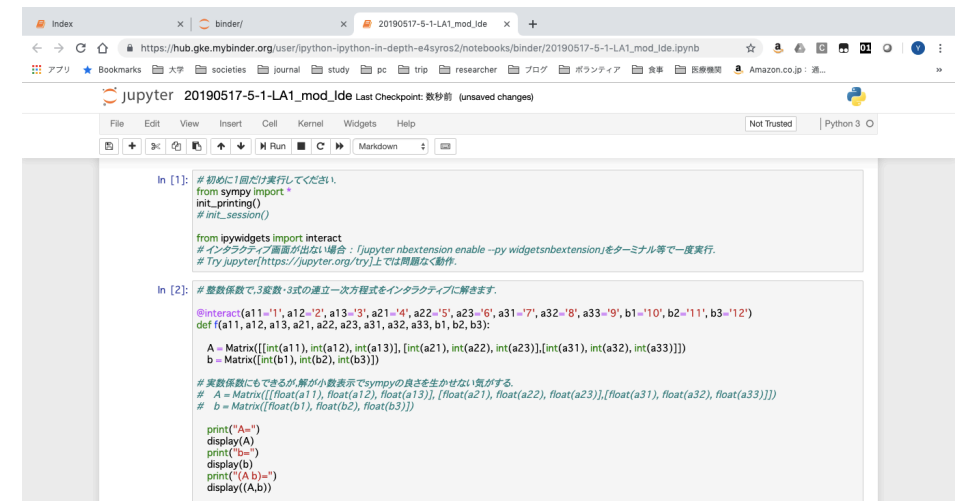 Index
binder/
20190517-5-1-LA1_mod_lde
https://hub.gke.mybinder.org/user/ipython-ipython-in-depth-e4syros2/notebooks/binder/20190517-5-1-LA1_mod_lde.ipynb
アプリ Bookmarks 大学 societies journal study pc trip researcher ブログ ボランティア 食事 医療機関 Amazon.co.jp : 通... »
jupyter 20190517-5-1-LA1_mod_lde Last Checkpoint: 数秒前 (unsaved changes)
File Edit View Insert Cell Kernel Widgets Help Not Trusted Python 3
Run Markdown
In [1]: # 初めに1回だけ実行してください.
from sympy import *
init_printing()
# init_session()
from ipywidgets import interact
# インタラクティブ画面が出ない場合 : 「jupyter nbextension enable --py widgetsnbextension」をターミナル等で一度実行.
# Try jupyter[https://jupyter.org/try]上では問題なく動作.
In [2]: # 整数係数で,3変数・3式の連立一次方程式をインタラクティブに解きます.
@interact(a11='1', a12='2', a13='3', a21='4', a22='5', a23='6', a31='7', a32='8', a33='9', b1='10', b2='11', b3='12')
def f(a11, a12, a13, a21, a22, a23, a31, a32, a33, b1, b2, b3):
A = Matrix([[int(a11), int(a12), int(a13)], [int(a21), int(a22), int(a23)],[int(a31), int(a32), int(a33)]])
b = Matrix([int(b1), int(b2), int(b3)])
# 実数係数にもできるが,解が小数表示でsympyの良さを生かせない気がする.
# A = Matrix([[float(a11), float(a12), float(a13)], [float(a21), float(a22), float(a23)],[float(a31), float(a32), float(a33)]])
# b = Matrix([float(b1), float(b2), float(b3)])
print("A=")
display(A)
print("b=")
display(b)
print("(A b)=")
display((A,b))